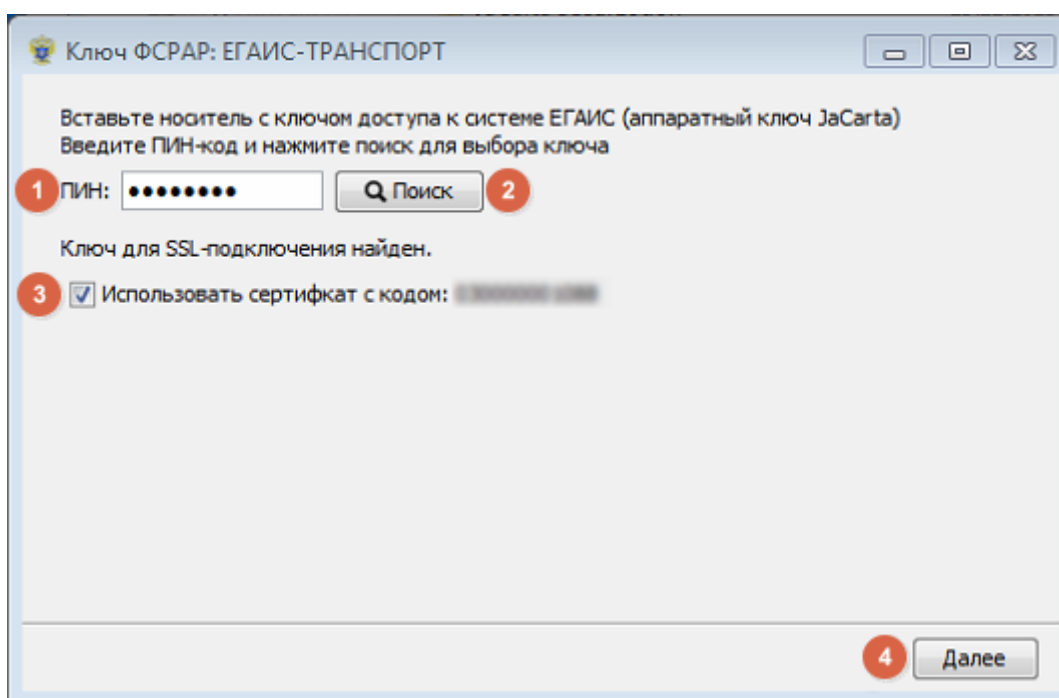 Ключ ФСРАР: ЕГАИС-ТРАНСПОРТ
Вставьте носитель с ключом доступа к системе ЕГАИС (аппаратный ключ JaCarta)
Введите ПИН-код и нажмите поиск для выбора ключа
1 ПИН: •••••••• Поиск 2
Ключ для SSL-подключения найден.
3 Использовать сертифкат с кодом:
4 Далее